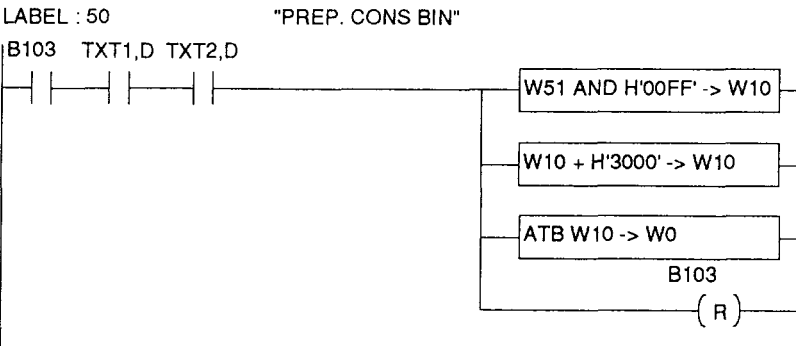 LABEL : 50 "PREP. CONS BIN"
B103 TXT1,D TXT2,D
W51 AND H'00FF' -> W10
W10 + H'3000' -> W10
ATB W10 -> W0
B103
R